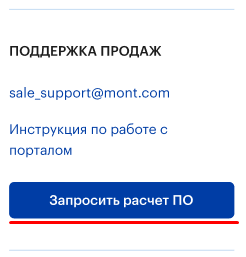 ПОДДЕРЖКА ПРОДАЖ
sale_support@mont.com
Инструкция по работе с
порталом
Запросить расчет ПО